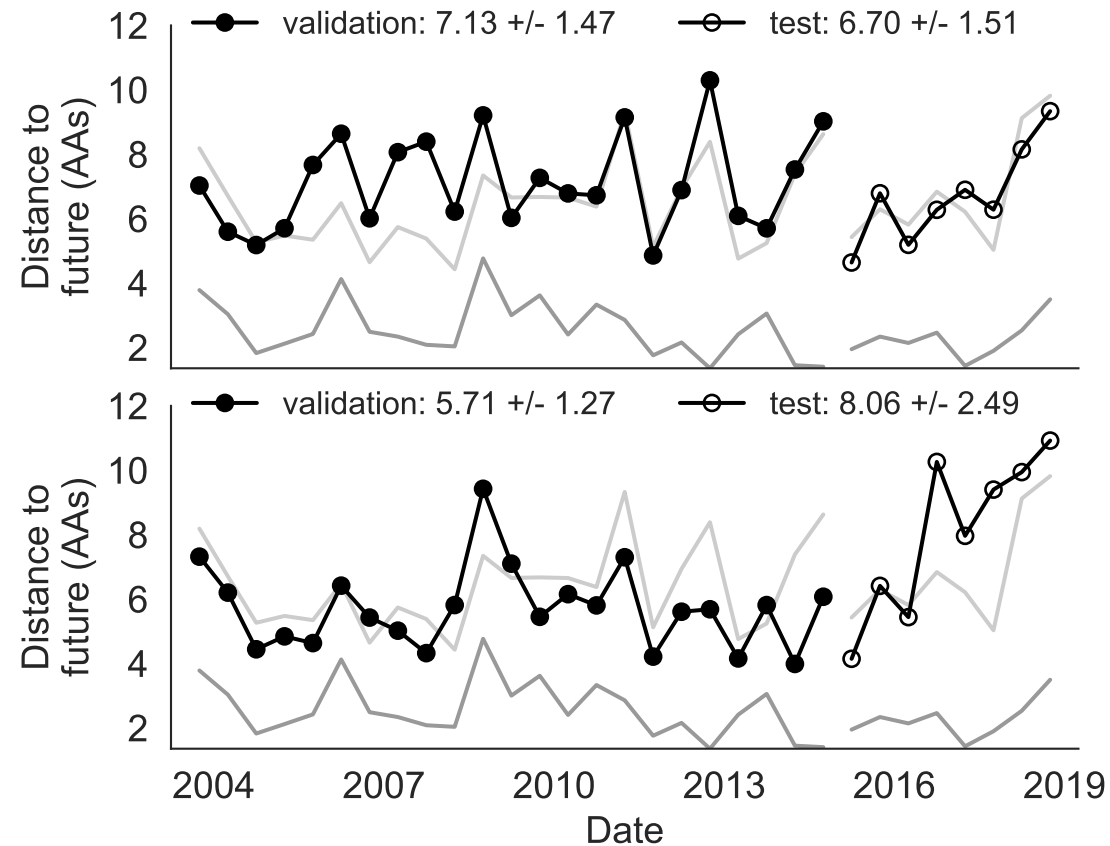 validation: 7.13 +/- 1.47 test: 6.70 +/- 1.51
12
10
8
6
4
2
Distance to
future (AAs)
validation: 5.71 +/- 1.27 test: 8.06 +/- 2.49
12
10
8
6
4
2
Distance to
future (AAs)
2004 2007 2010 2013 2016 2019
Date